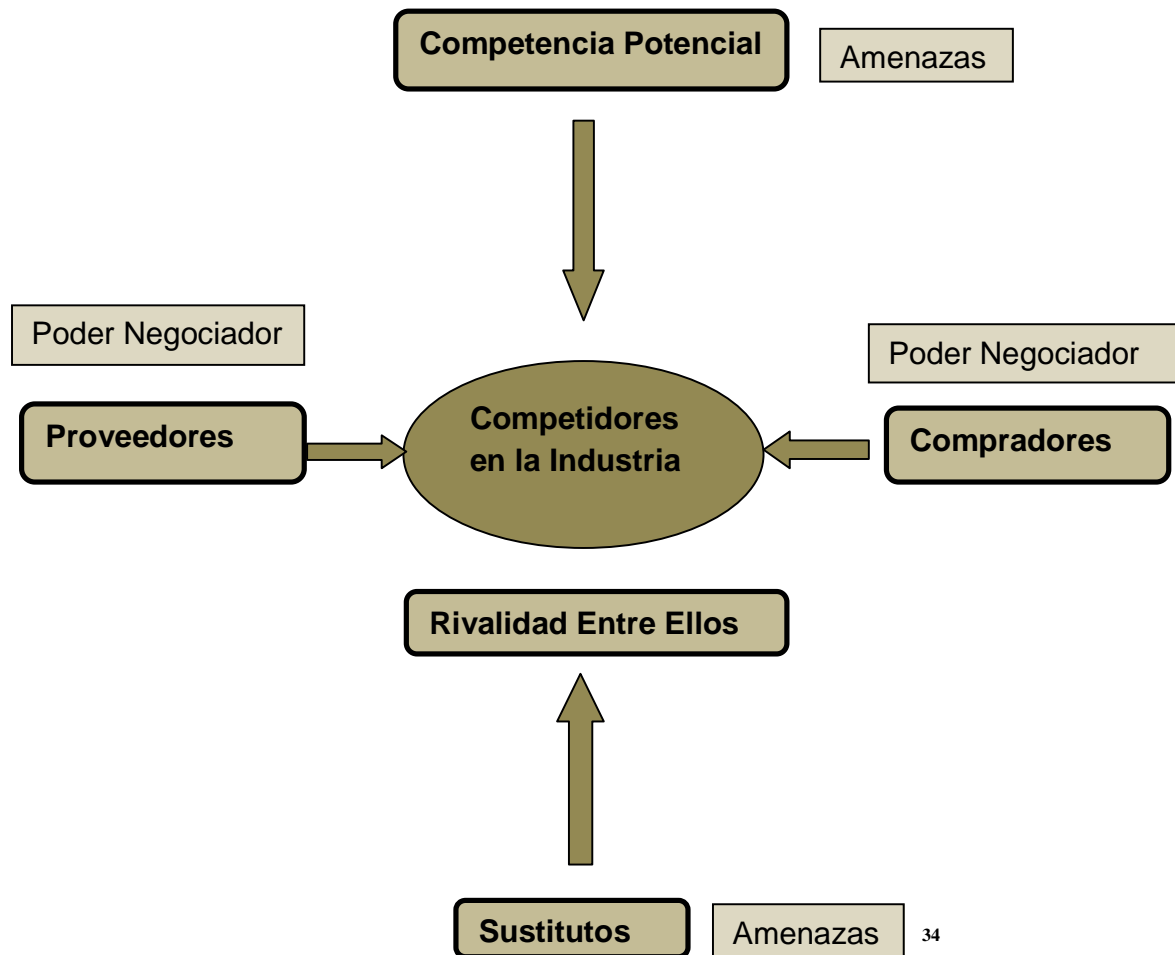 Competencia Potencial
Amenazas
Poder Negociador
Poder Negociador
Proveedores
Competidores
en la Industria
Compradores
Rivalidad Entre Ellos
Sustitutos
Amenazas
34